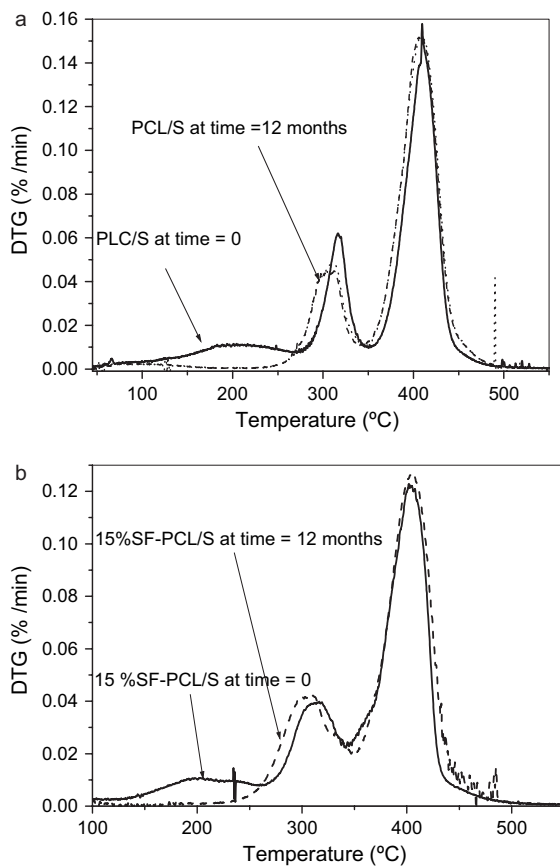 a
0.16
0.14
0.12
0.10
0.08
0.06
0.04
0.02
0.00
DTG (% /min)
PCL/S at time =12 months
PLC/S at time = 0
100
200
300
400
500
Temperature (ºC)
b
0.12
0.10
0.08
0.06
0.04
0.02
0.00
DTG (% /min)
15%SF-PCL/S at time = 12 months
15 %SF-PCL/S at time = 0
100
200
300
400
500
Temperature (ºC)